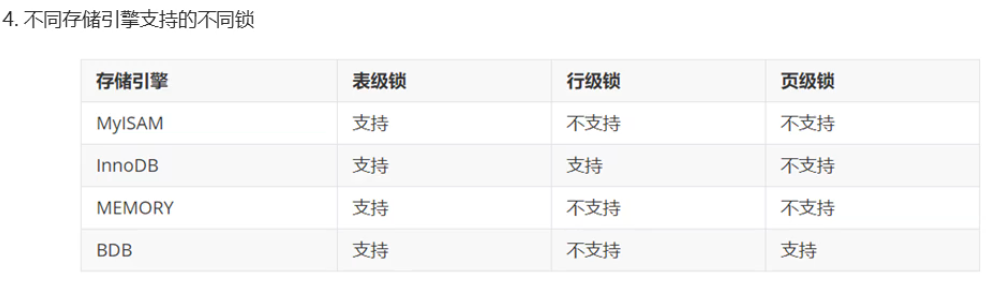 4. 不同存储引擎支持的不同锁
存储引擎 表级锁 行级锁 页级锁
MyISAM 支持 不支持 不支持
InnoDB 支持 支持 不支持
MEMORY 支持 不支持 不支持
BDB 支持 不支持 支持